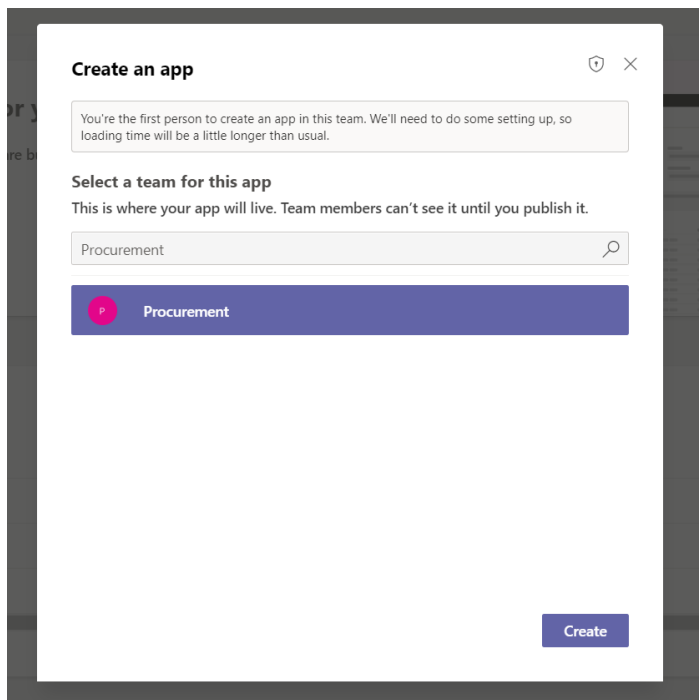 Create an app
You're the first person to create an app in this team. We'll need to do some setting up, so
loading time will be a little longer than usual.
Select a team for this app
This is where your app will live. Team members can't see it until you publish it.
Procurement
P
Procurement
Create